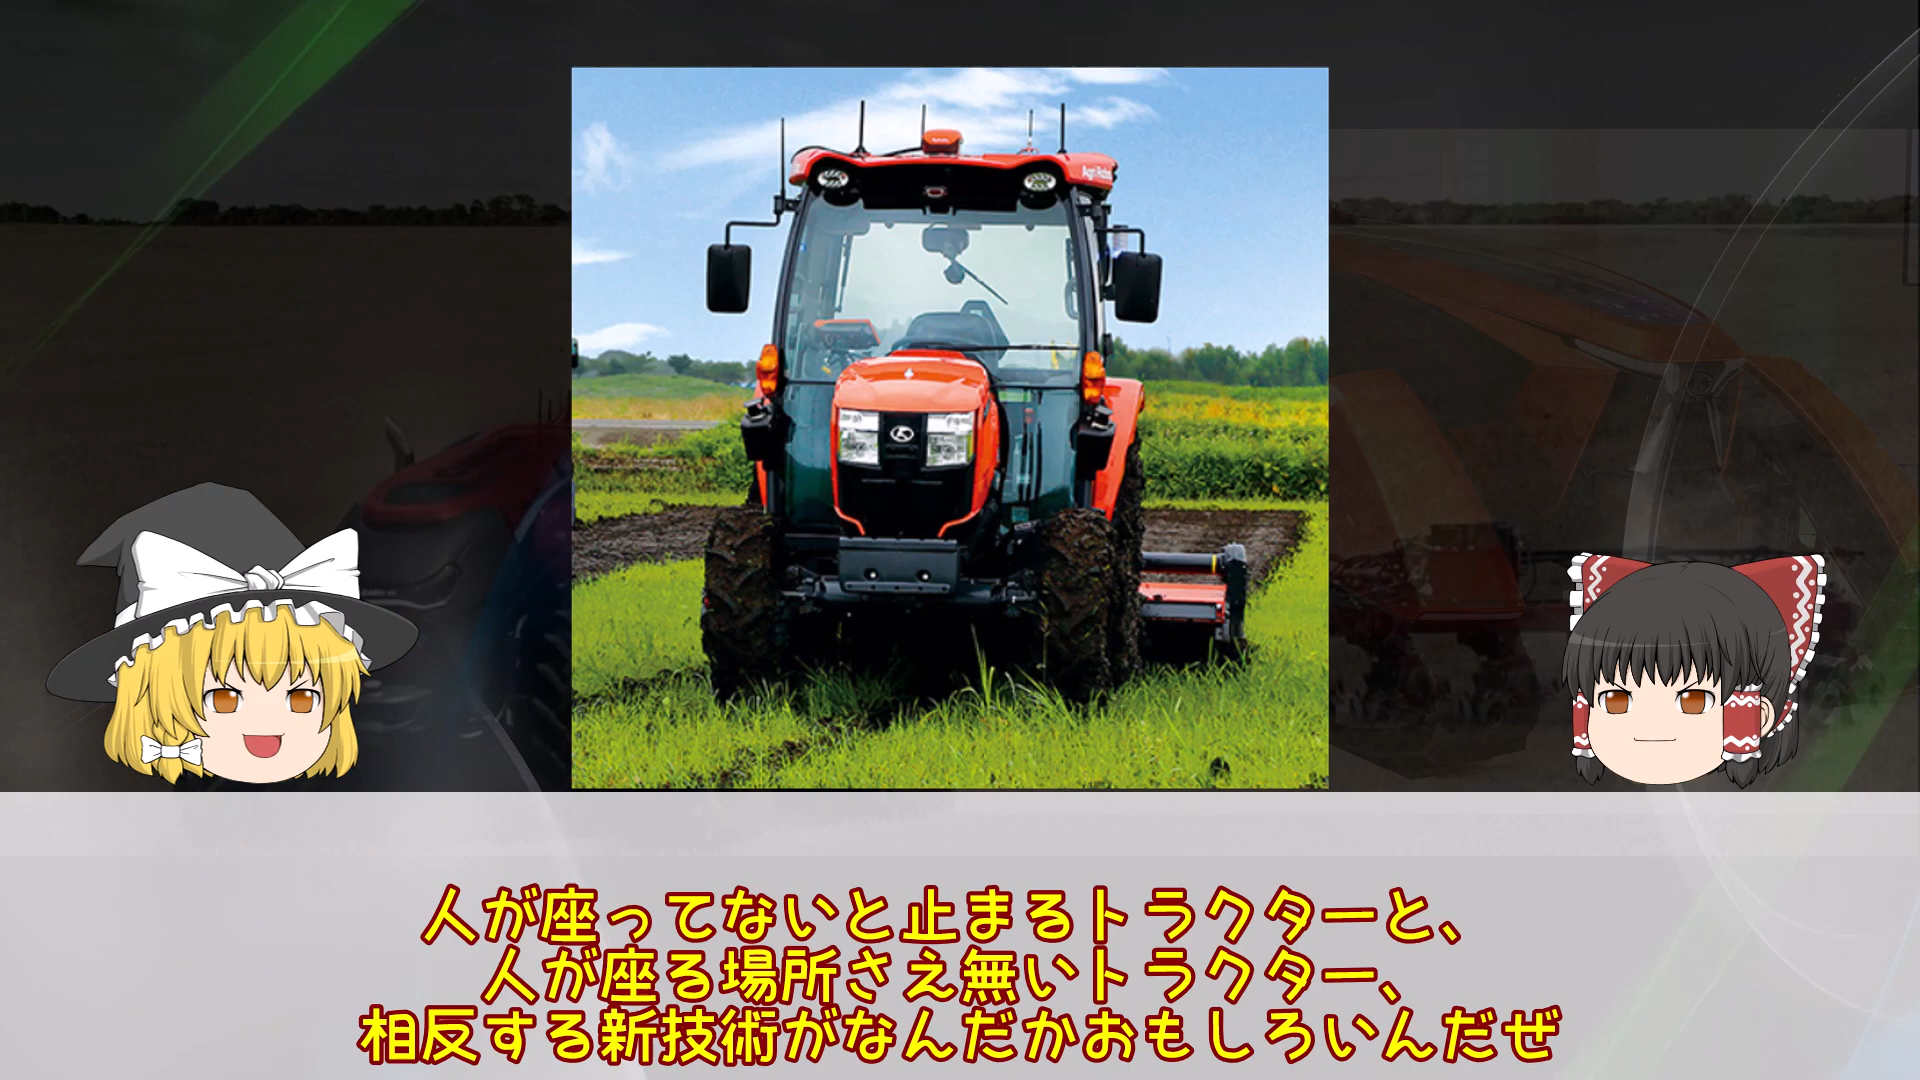 Agri Robo
人が座ってないと止まるトラクターと、
人が座る場所さえ無いトラクター、
相反する新技術がなんだかおもしろいんだぜ